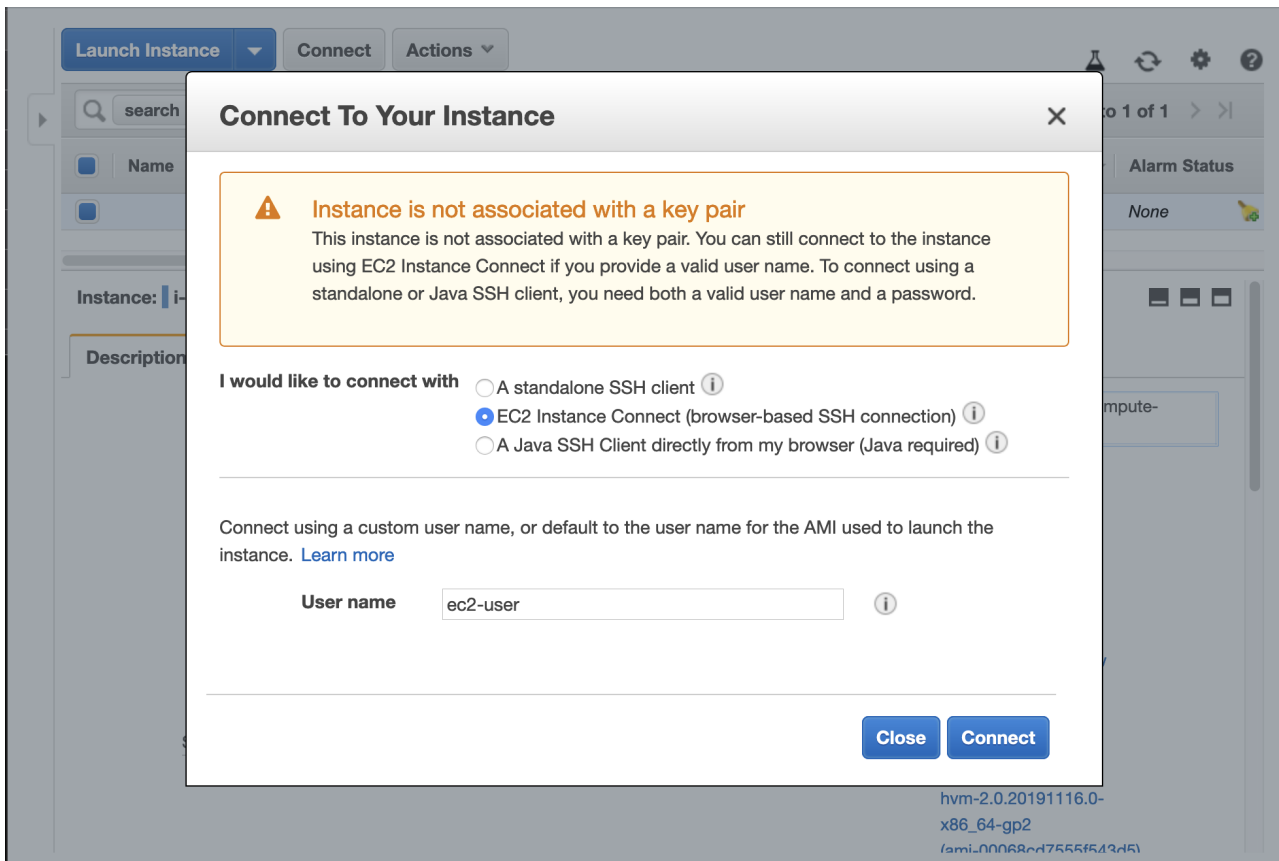 Launch Instance Connect Actions
search
to 1 of 1
Name
Alarm Status
None
Instance: i-
Description
mpute-
Connect To Your Instance
Instance is not associated with a key pair
This instance is not associated with a key pair. You can still connect to the instance
using EC2 Instance Connect if you provide a valid user name. To connect using a
standalone or Java SSH client, you need both a valid user name and a password.
I would like to connect with
A standalone SSH client
EC2 Instance Connect (browser-based SSH connection)
A Java SSH Client directly from my browser (Java required)
Connect using a custom user name, or default to the user name for the AMI used to launch the
instance. Learn more
User name ec2-user
Close Connect
hvm-2.0.20191116.0-
x86_64-gp2
(ami-00068cd7555f543d5)